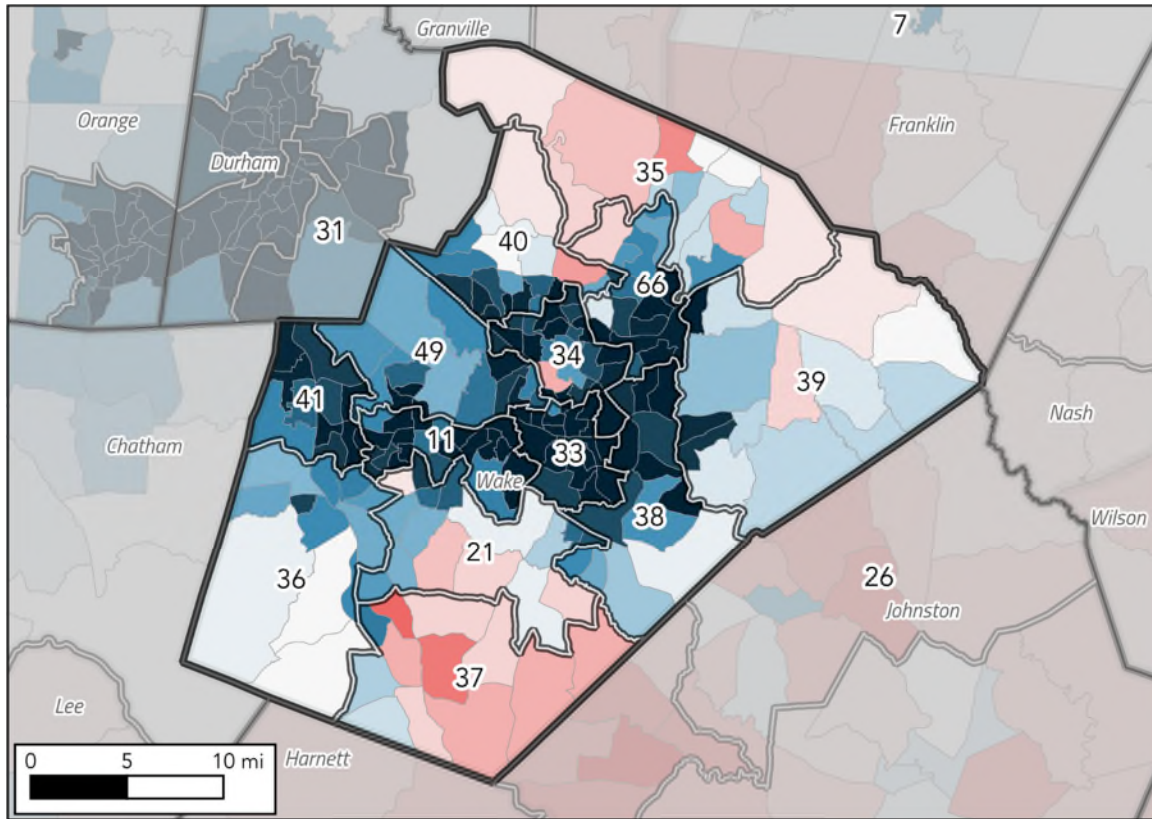 Granville
7
Orange
Franklin
Durham
35
31
40
66
49
34
39
41
Nash
11
33
Chatham
Wake
38
Wilson
21
36
26
Johnston
37
Lee
Harnett
0 5 10 mi